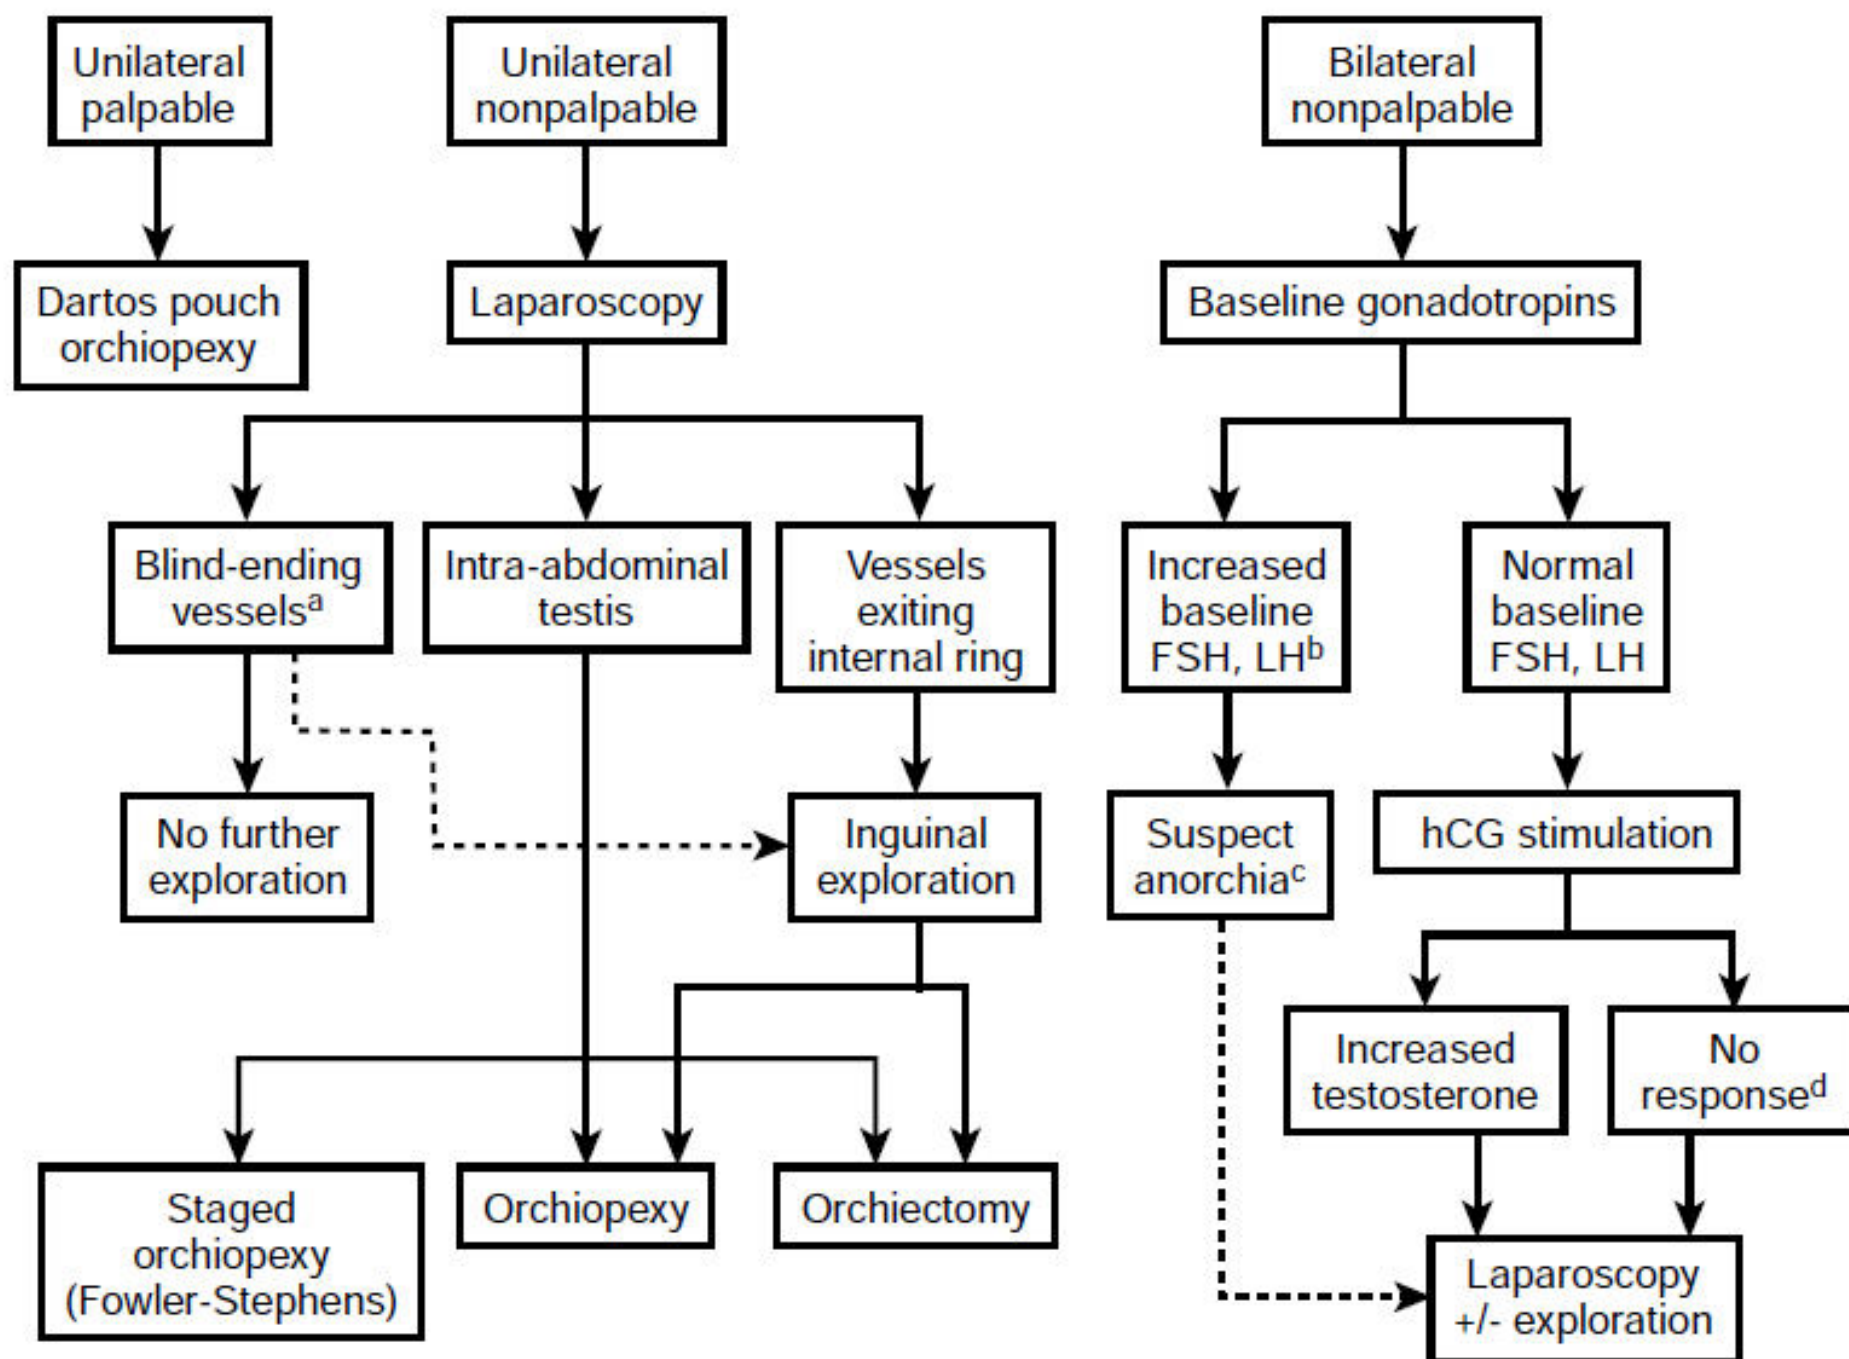 Unilateral
palpable
Unilateral
nonpalpable
Bilateral
nonpalpable
Dartos pouch
orchiopexy
Laparoscopy
Baseline gonadotropins
Blind-ending
vesselsᵃ
Intra-abdominal
testis
Vessels
exiting
internal ring
Increased
baseline
FSH, LHᵇ
Normal
baseline
FSH, LH
No further
exploration
Inguinal
exploration
Suspect
anorchiaᶜ
hCG stimulation
Increased
testosterone
No
responseᵈ
Staged
orchiopexy
(Fowler-Stephens)
Orchiopexy
Orchiectomy
Laparoscopy
+/- exploration